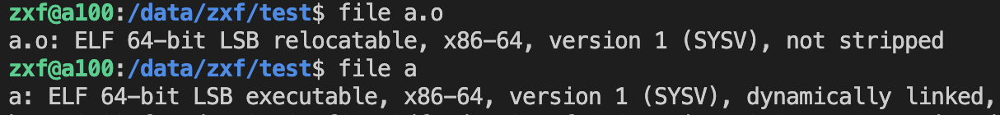 zxf@a100:/data/zxf/test$ file a.o
a.o: ELF 64-bit LSB relocatable, x86-64, version 1 (SYSV), not stripped
zxf@a100:/data/zxf/test$ file a
a: ELF 64-bit LSB executable, x86-64, version 1 (SYSV), dynamically linked,